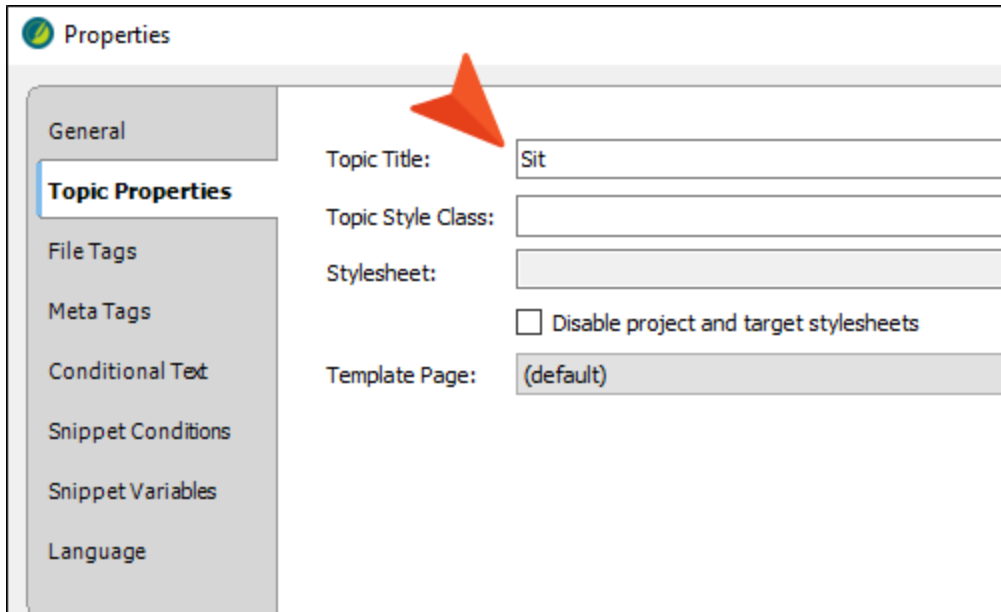 Properties
General
Topic Properties
File Tags
Meta Tags
Conditional Text
Snippet Conditions
Snippet Variables
Language
Topic Title: Sit
Topic Style Class:
Stylesheet:
Disable project and target stylesheets
Template Page: (default)